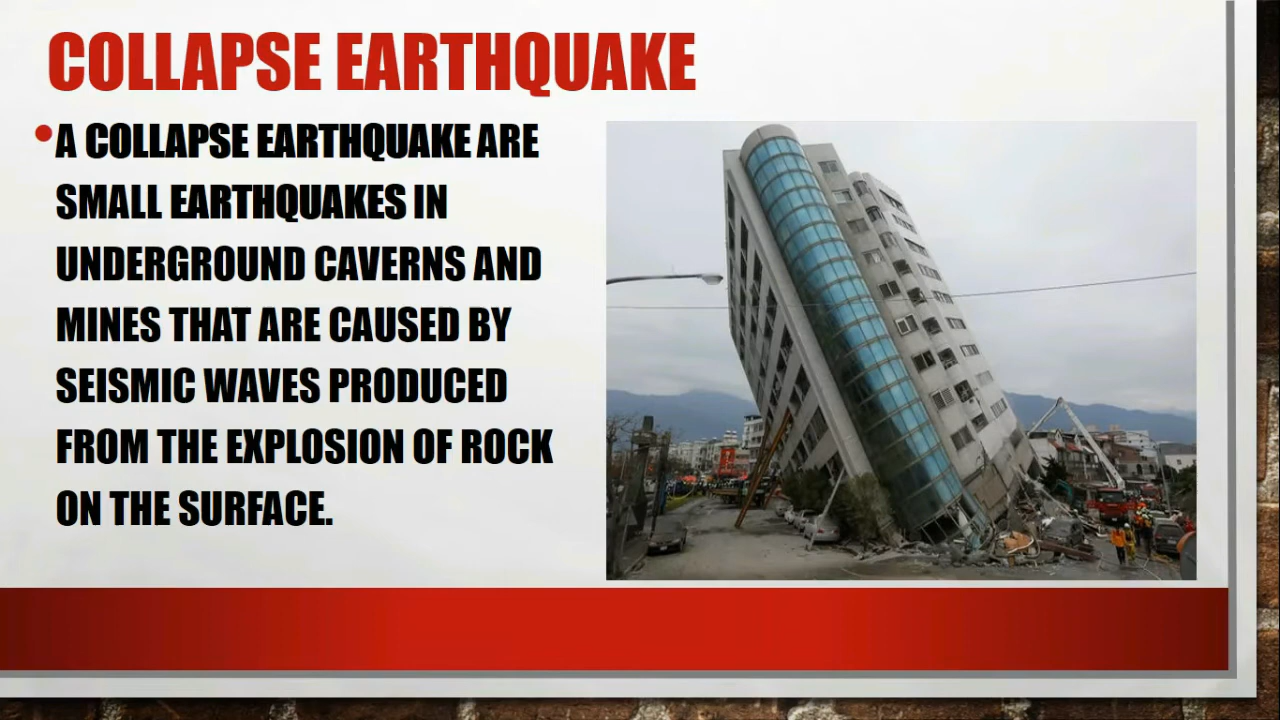 COLLAPSE EARTHQUAKE
• A COLLAPSE EARTHQUAKE ARE
SMALL EARTHQUAKES IN
UNDERGROUND CAVERNS AND
MINES THAT ARE CAUSED BY
SEISMIC WAVES PRODUCED
FROM THE EXPLOSION OF ROCK
ON THE SURFACE.